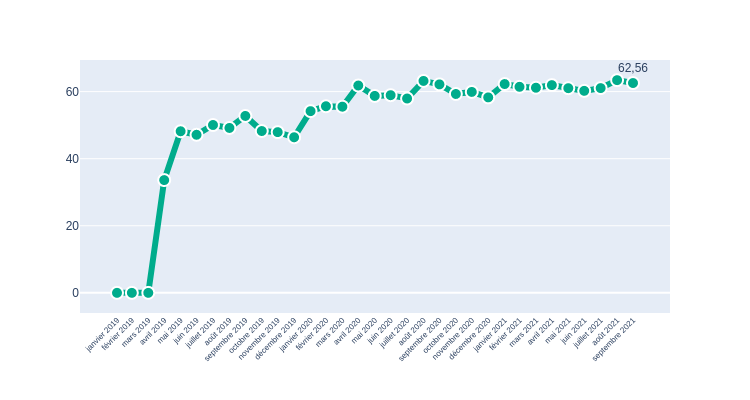 62,56
60
40
20
0
janvier 2019
février 2019
mars 2019
avril 2019
mai 2019
juin 2019
juillet 2019
août 2019
septembre 2019
octobre 2019
novembre 2019
décembre 2019
janvier 2020
février 2020
mars 2020
avril 2020
mai 2020
juin 2020
juillet 2020
août 2020
septembre 2020
octobre 2020
novembre 2020
décembre 2020
janvier 2021
février 2021
mars 2021
avril 2021
mai 2021
juin 2021
juillet 2021
août 2021
septembre 2021